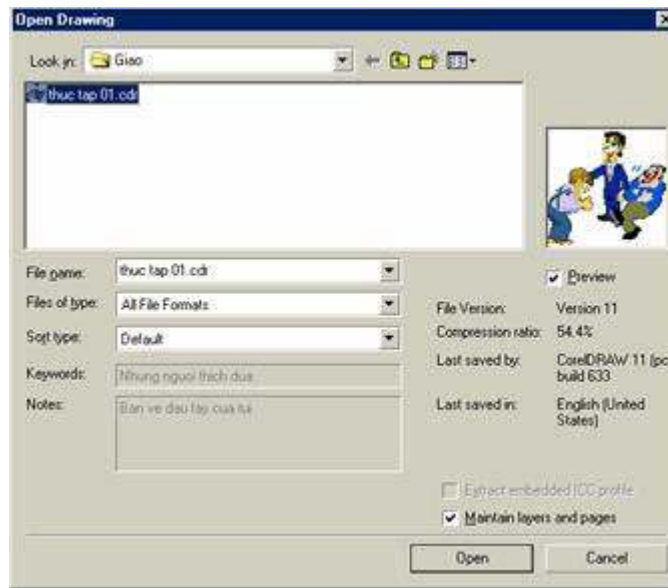 Open Drawing
Look in: Giao
thuc tap 01.cdr
File name: thuc tap 01.cdr
Preview
Files of type: All File Formats
File Version: Version 11
Sort type: Default
Compression ratio: 54.4%
Last saved by: CorelDRAW 11 (pc
build 633
Keywords: Nhung nguoi thich dua
Notes: Ban ve dau tay cua tui
Last saved in: English (United
States)
Extract embedded ICC profile
Maintain layers and pages
Open Cancel